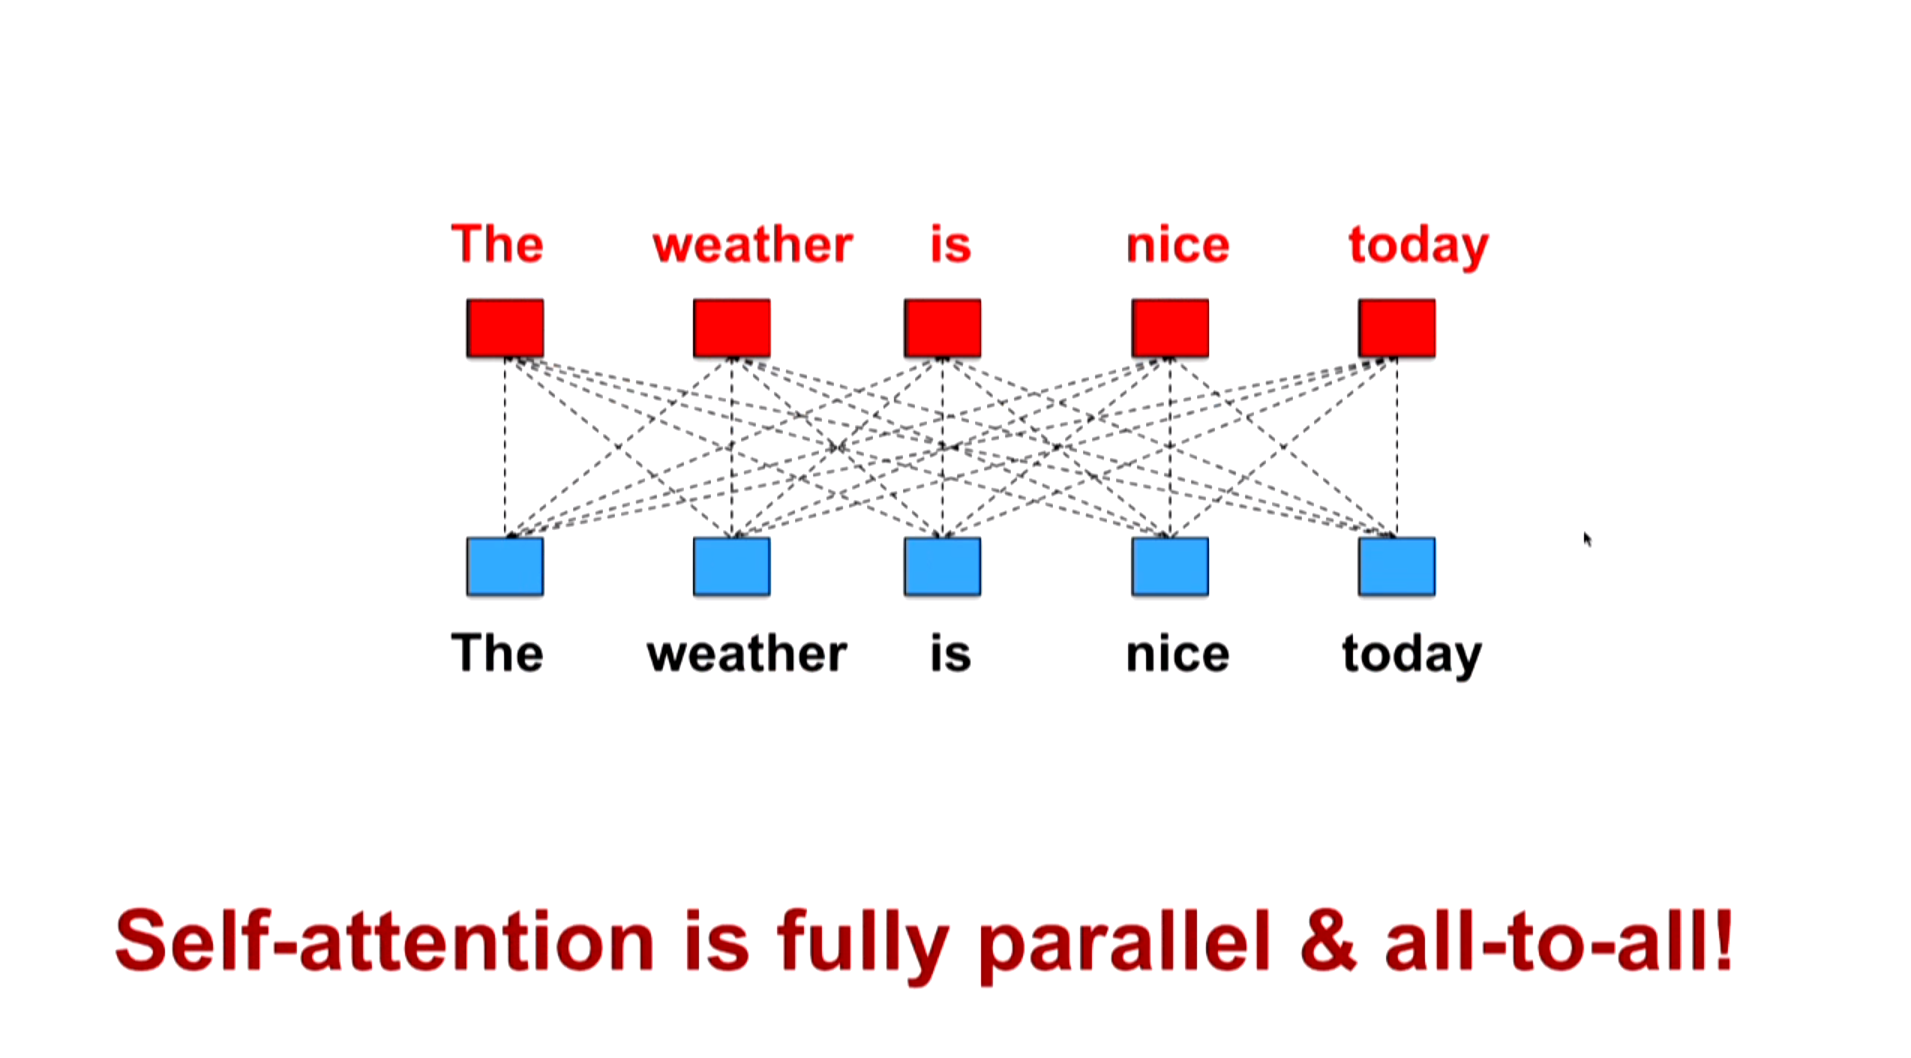 The weather is nice today
The weather is nice today
Self-attention is fully parallel & all-to-all!